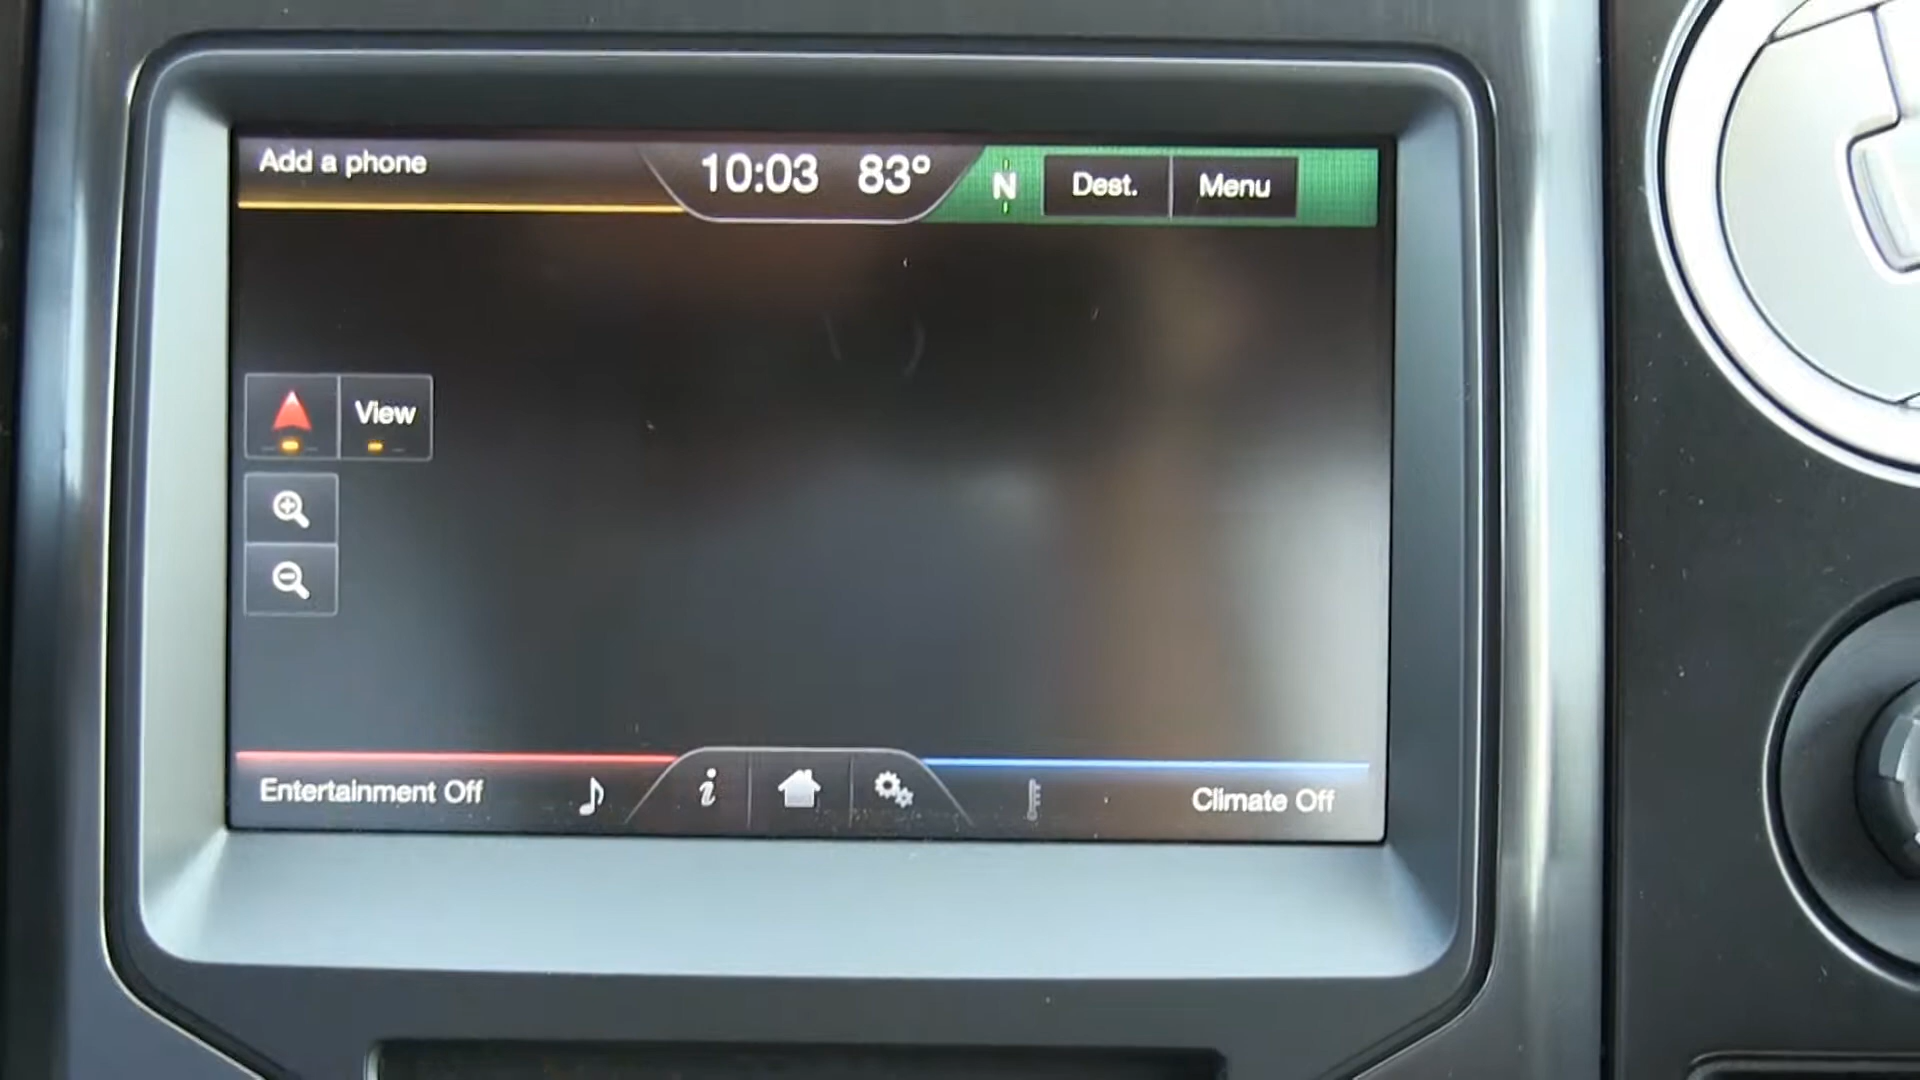 Add a phone
10:03 83°
N
Dest.
Menu
View
Entertainment Off
i
Climate Off